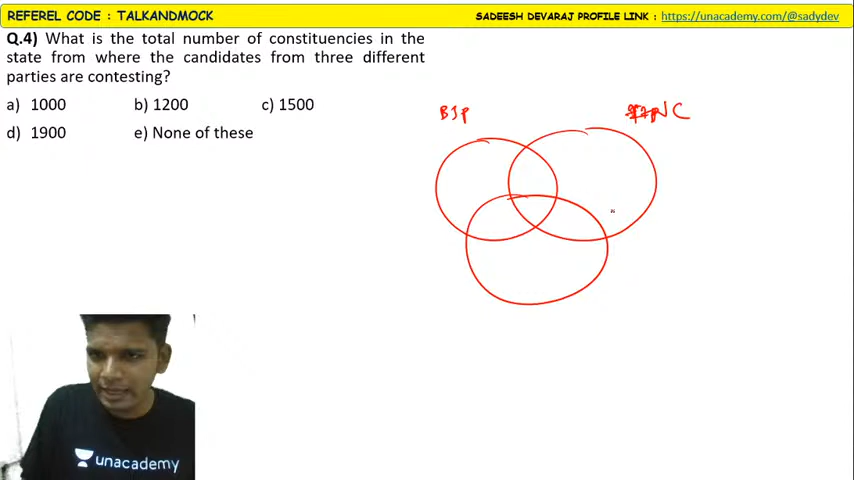 REFEREL CODE : TALKANDMOCK
SADEESH DEVARAJ PROFILE LINK : https://unacademy.com/@sadydev
Q.4) What is the total number of constituencies in the
state from where the candidates from three different
parties are contesting?
a) 1000 b) 1200 c) 1500
d) 1900 e) None of these
BJP
NC
unacademy